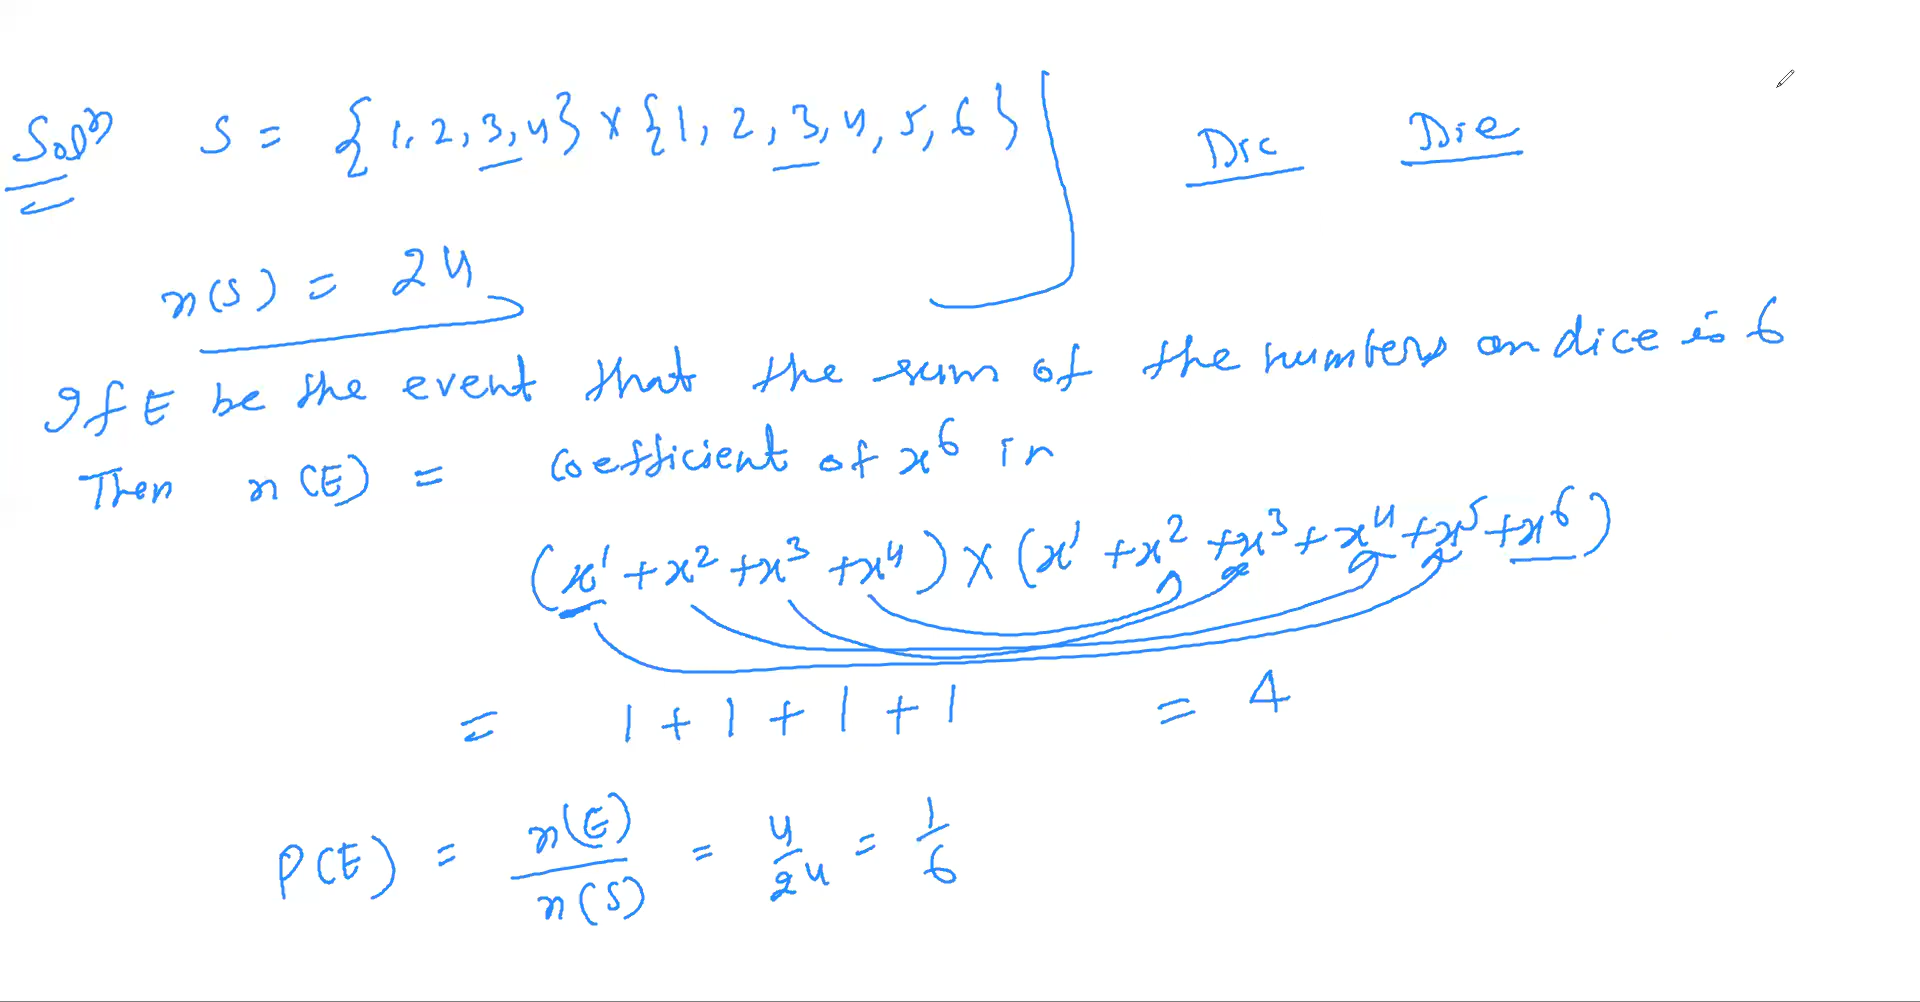 Solⁿ S = {1, 2, 3, 4} × {1, 2, 3, 4, 5, 6}
Die
n(S) = 24
If E be the event that the sum of the numbers on dice is 6
Then n(E) = coefficient of x⁶ in
(x¹ + x² + x³ + x⁴) × (x¹ + x² + x³ + x⁴ + x⁵ + x⁶)
= 1 + 1 + 1 + 1 = 4
P(E) = n(E)/n(S) = 4/24 = 1/6